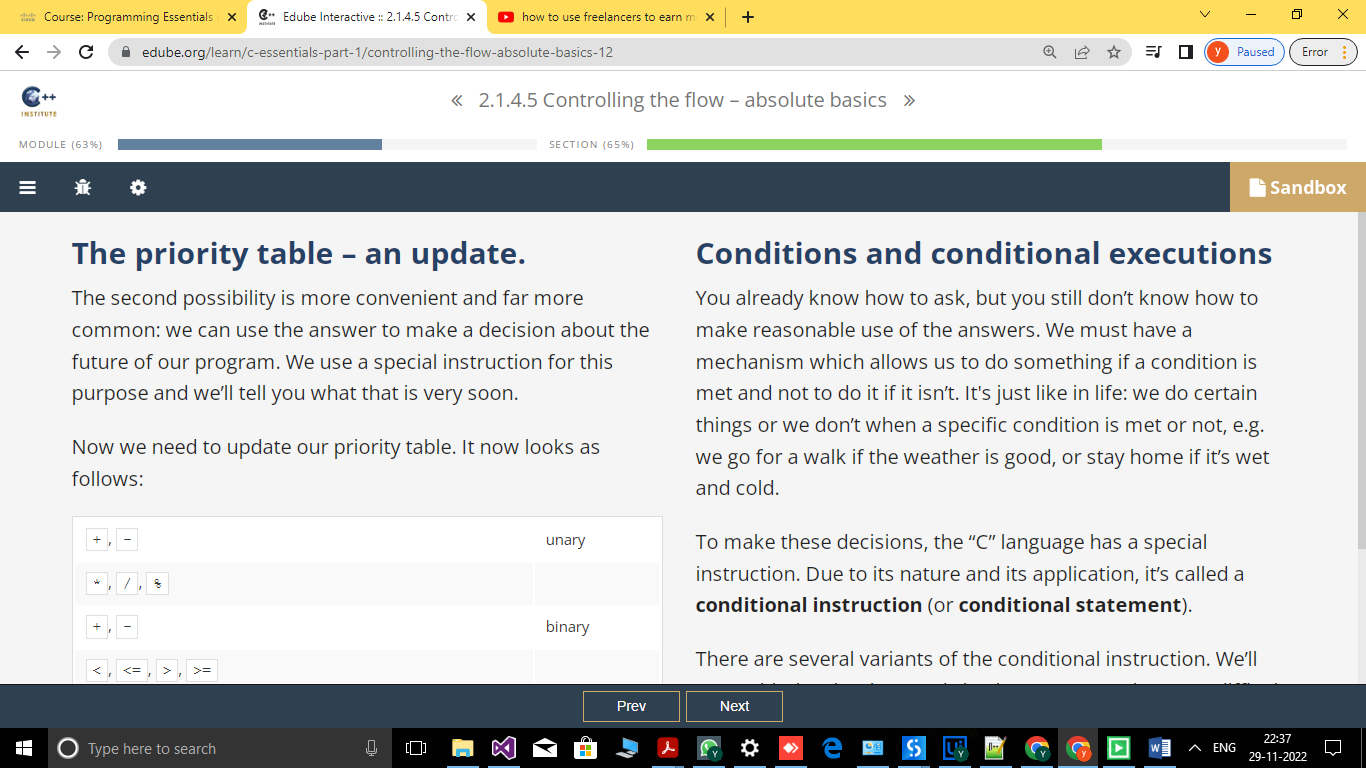 Course: Programming Essentials
Edube Interactive :: 2.1.4.5 Contro
how to use freelancers to earn m
edube.org/learn/c-essentials-part-1/controlling-the-flow-absolute-basics-12
y Paused
Error
C++
INSTITUTE
« 2.1.4.5 Controlling the flow – absolute basics »
MODULE (63%)
SECTION (65%)
Sandbox
The priority table – an update.
The second possibility is more convenient and far more
common: we can use the answer to make a decision about the
future of our program. We use a special instruction for this
purpose and we’ll tell you what that is very soon.
Now we need to update our priority table. It now looks as
follows:
+ , − unary
* , / , %
+ , − binary
< , <= , > , >=
Conditions and conditional executions
You already know how to ask, but you still don’t know how to
make reasonable use of the answers. We must have a
mechanism which allows us to do something if a condition is
met and not to do it if it isn’t. It's just like in life: we do certain
things or we don’t when a specific condition is met or not, e.g.
we go for a walk if the weather is good, or stay home if it’s wet
and cold.
To make these decisions, the “C” language has a special
instruction. Due to its nature and its application, it’s called a
conditional instruction (or conditional statement).
There are several variants of the conditional instruction. We’ll
Prev
Next
Type here to search
ENG
22:37
29-11-2022